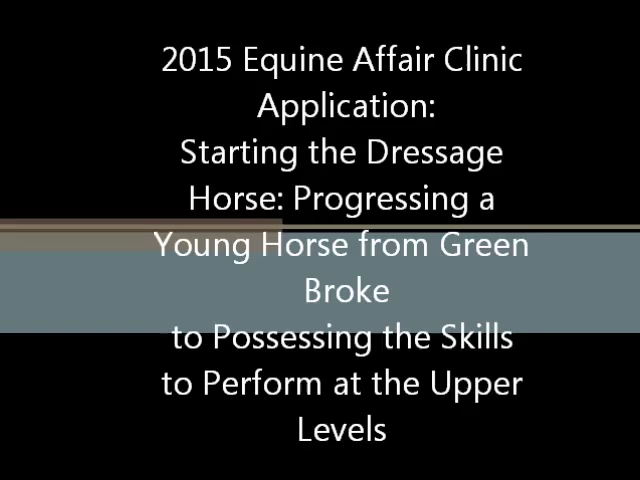 2015 Equine Affair Clinic
Application:
Starting the Dressage
Horse: Progressing a
Young Horse from Green
Broke
to Possessing the Skills
to Perform at the Upper
Levels